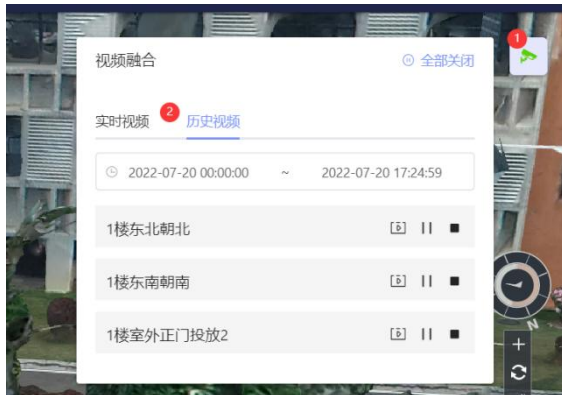 1
视频融合 全部关闭
实时视频 2 历史视频
2022-07-20 00:00:00 ~ 2022-07-20 17:24:59
1楼东北朝北
1楼东南朝南
1楼室外正门投放2
N